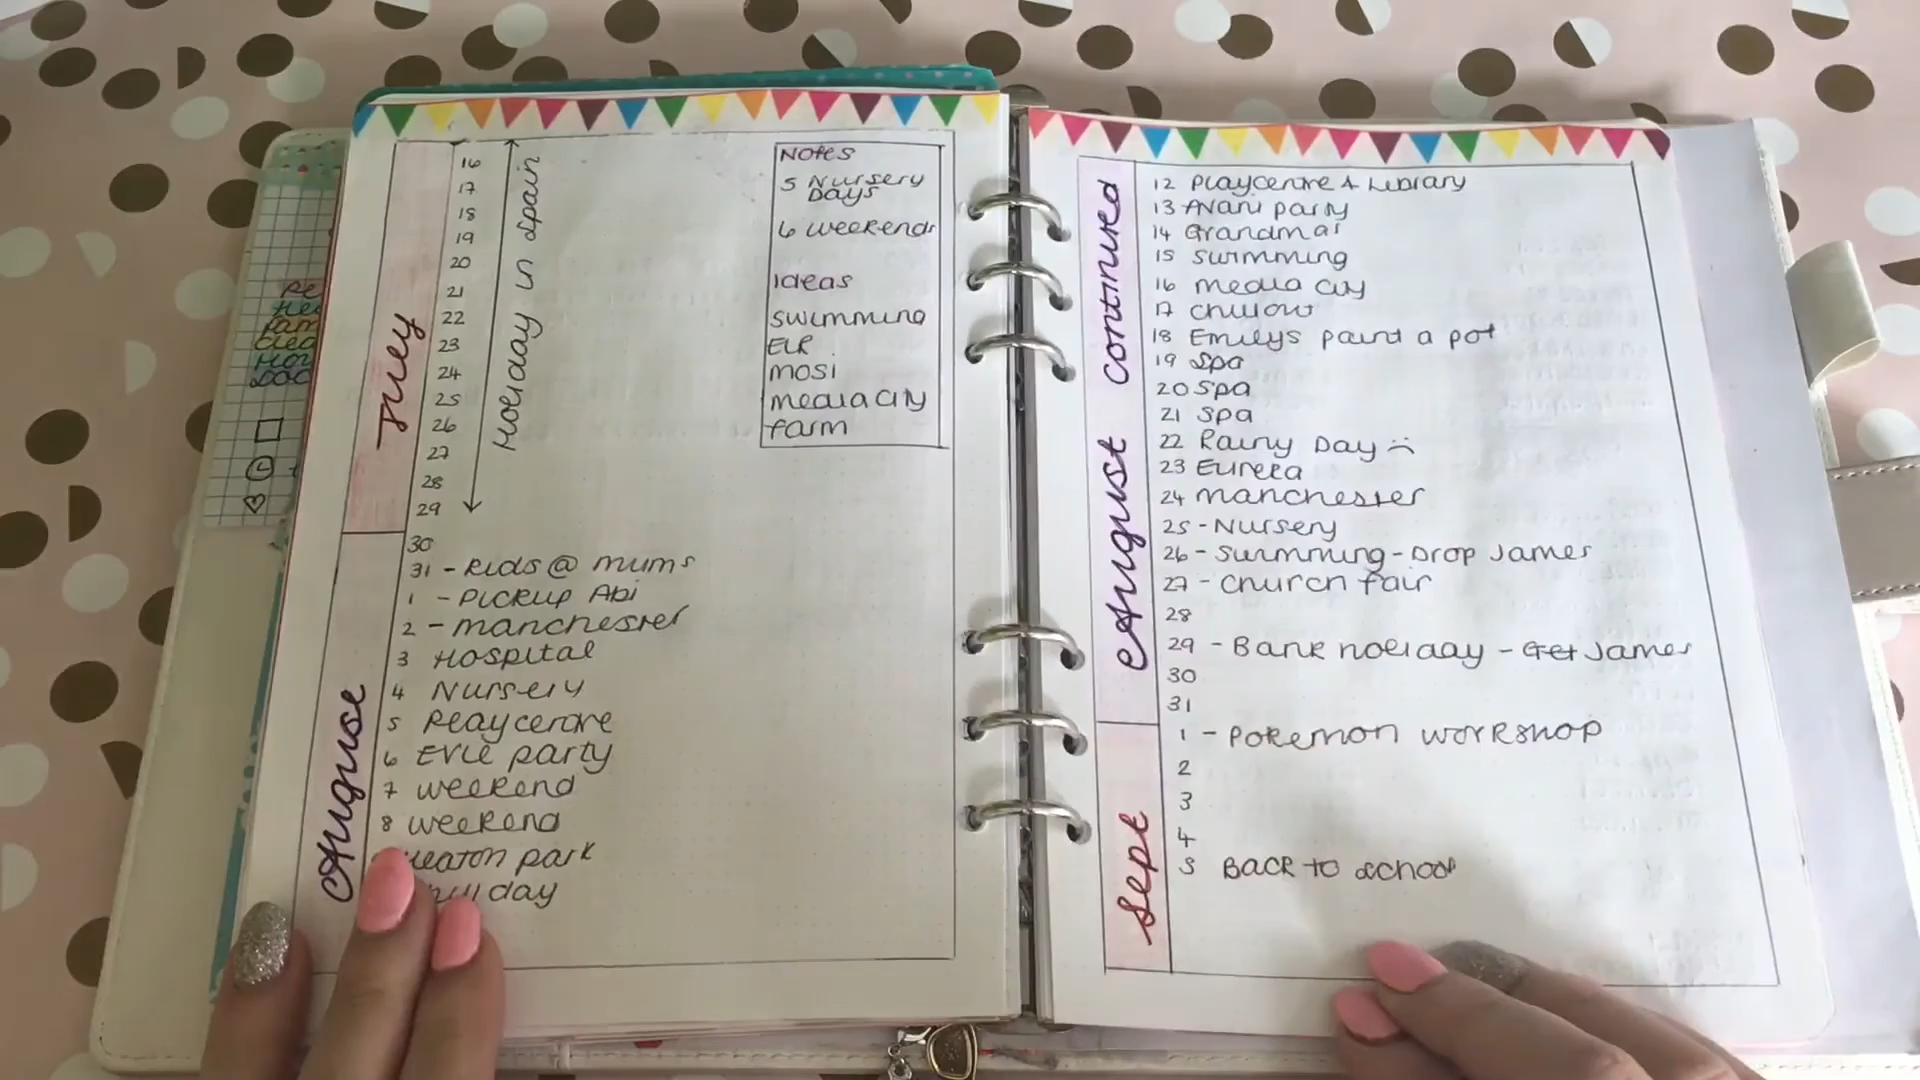 July
16
17
18
19
20
21
22
23
24
25
26
27
28
29
Holiday in Spain
Notes
5 Nursery
Days
6 weekends
Ideas
swimming
ELR
mosi
media city
farm
August
30
31 - kids @ mums
1 - Pickup Abi
2 - manchester
3 Hospital
4 Nursery
5 Playcentre
6 Evie party
7 weekend
8 weekend
Heaton park
day
August continued
12 Playcentre & Library
13 Avani party
14 Grandmas
15 swimming
16 media city
17 chillout
18 Emilys paint a pot
19 Spa
20 Spa
21 Spa
22 Rainy Day
23 Eureka
24 manchester
25 - Nursery
26 - Swimming - Drop James
27 - church fair
28
29 - Bank holiday - Get James
30
31
Sept
1 - Pokemon workshop
2
3
4
5 Back to school